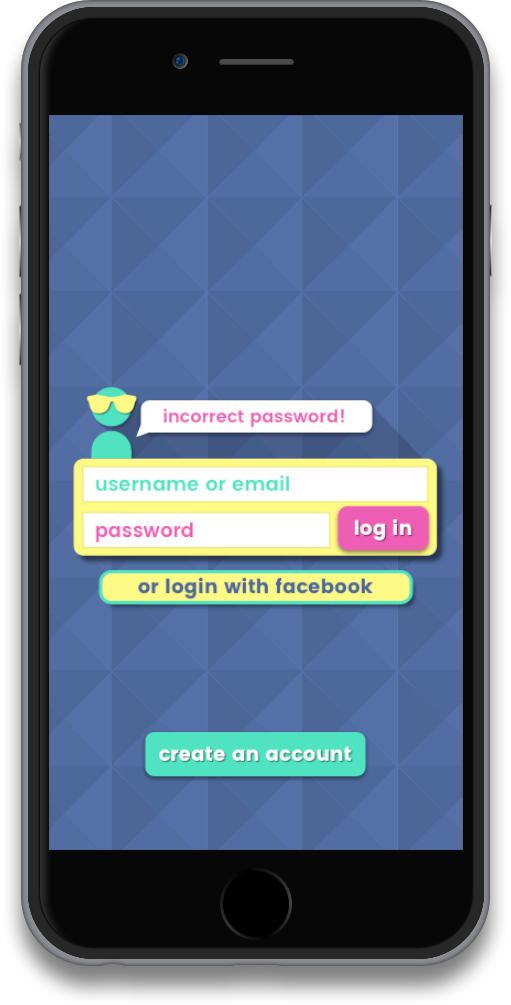 incorrect password!
username or email
password
log in
or login with facebook
create an account